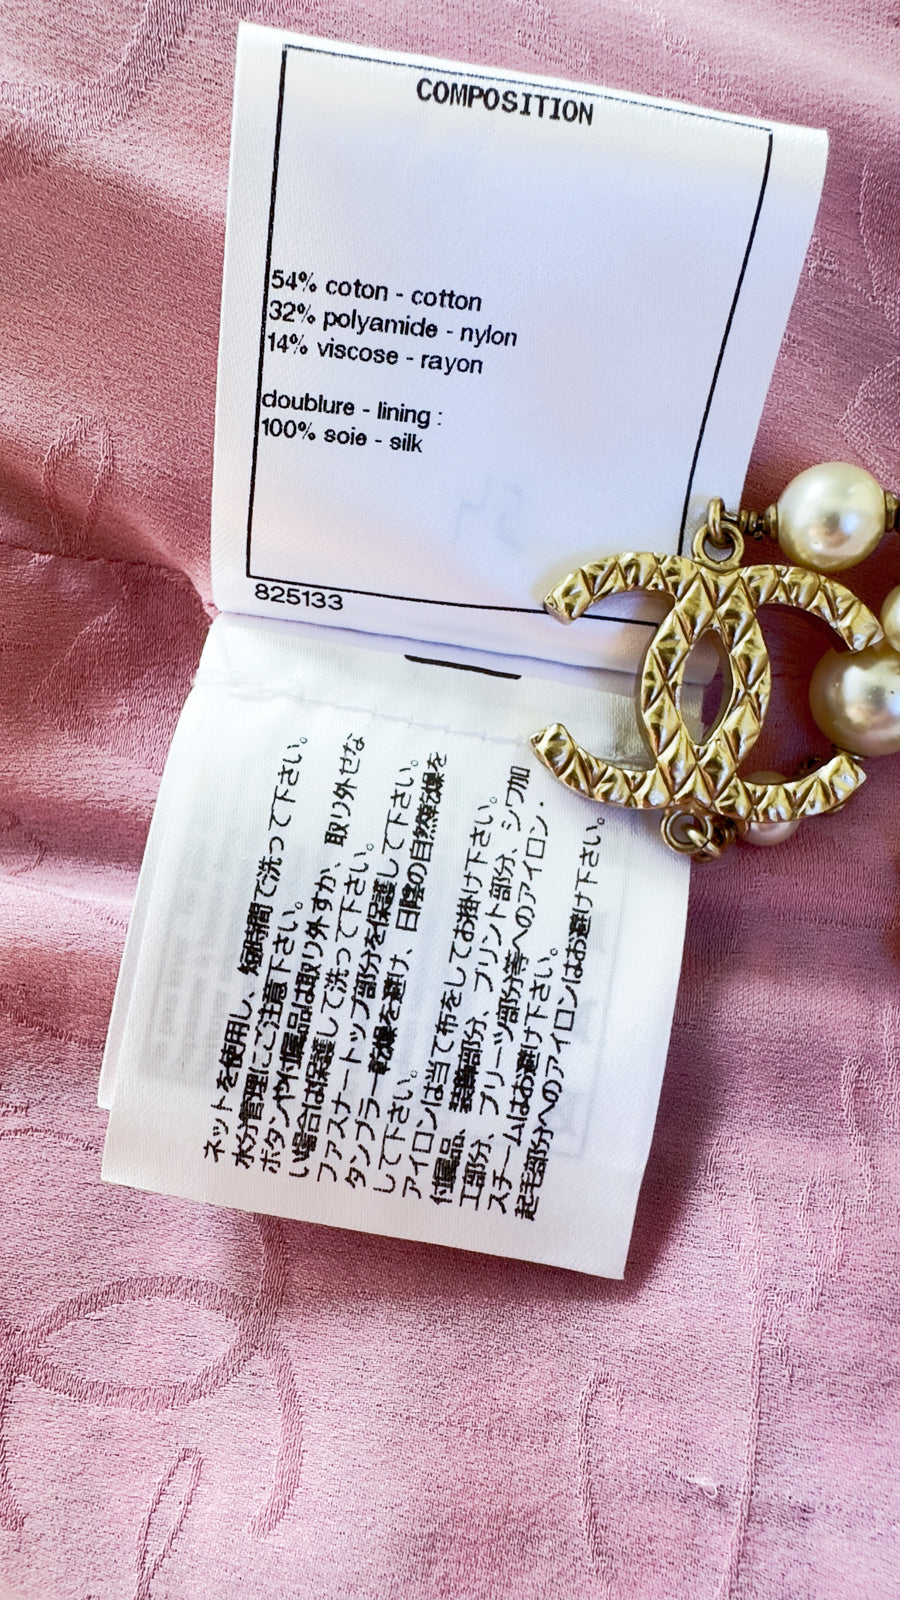 COMPOSITION
54% coton - cotton
32% polyamide - nylon
14% viscose - rayon
doublure - lining :
100% soie - silk
825133
ネットを使用し、短時間で洗って下さい。
水分管理にご注意下さい。
ボタンや付属品は取り外すか、取り外せな
い場合は保護して洗って下さい。
ファスナートップ部分を保護して下さい。
タンブラー乾燥を避け、日陰の自然乾燥を
して下さい。
アイロンは当て布をしてお掛け下さい。
付属品、装飾部分、プリント部分、シワ加
工部分、プリーツ部分等へのアイロン、
スチームはお避け下さい。
起毛部分へのアイロンはお避け下さい。